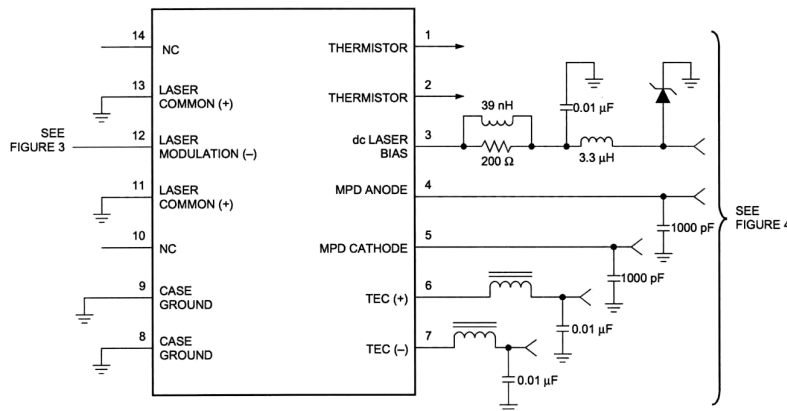 14
NC
13
LASER
COMMON (+)
SEE
FIGURE 3
12
LASER
MODULATION (–)
11
LASER
COMMON (+)
10
NC
9
CASE
GROUND
8
CASE
GROUND
THERMISTOR
1
THERMISTOR
2
dc LASER
BIAS
3
39 nH
200 Ω
0.01 μF
3.3 μH
MPD ANODE
4
1000 pF
MPD CATHODE
5
1000 pF
TEC (+)
6
0.01 μF
TEC (–)
7
0.01 μF
SEE
FIGURE 4